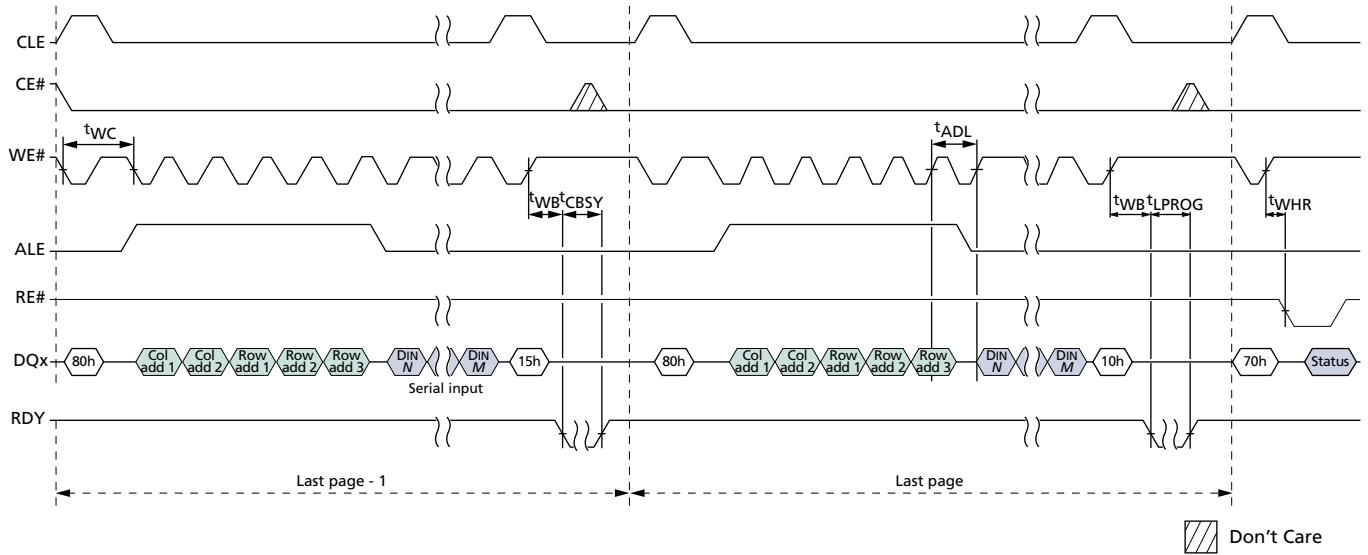 CLE
CE#
tWC
tADL
WE#
tWB tCBSY
tWB tLPROG
tWHR
ALE
RE#
DQx
80h
Col add 1
Col add 2
Row add 1
Row add 2
Row add 3
DIN N
DIN M
15h
80h
Col add 1
Col add 2
Row add 1
Row add 2
Row add 3
DIN N
DIN M
10h
70h
Status
Serial input
RDY
Last page - 1
Last page
Don't Care